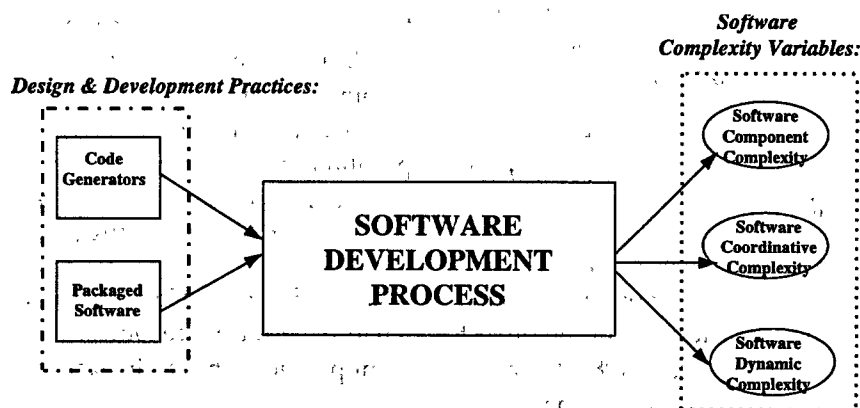 Software
Complexity Variables:
Design & Development Practices:
Code
Generators
Packaged
Software
SOFTWARE
DEVELOPMENT
PROCESS
Software
Component
Complexity
Software
Coordinative
Complexity
Software
Dynamic
Complexity